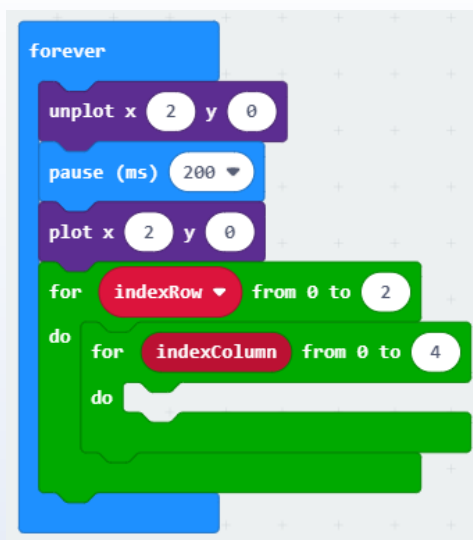 forever
unplot x 2 y 0
pause (ms) 200
plot x 2 y 0
for indexRow from 0 to 2
do
for indexColumn from 0 to 4
do